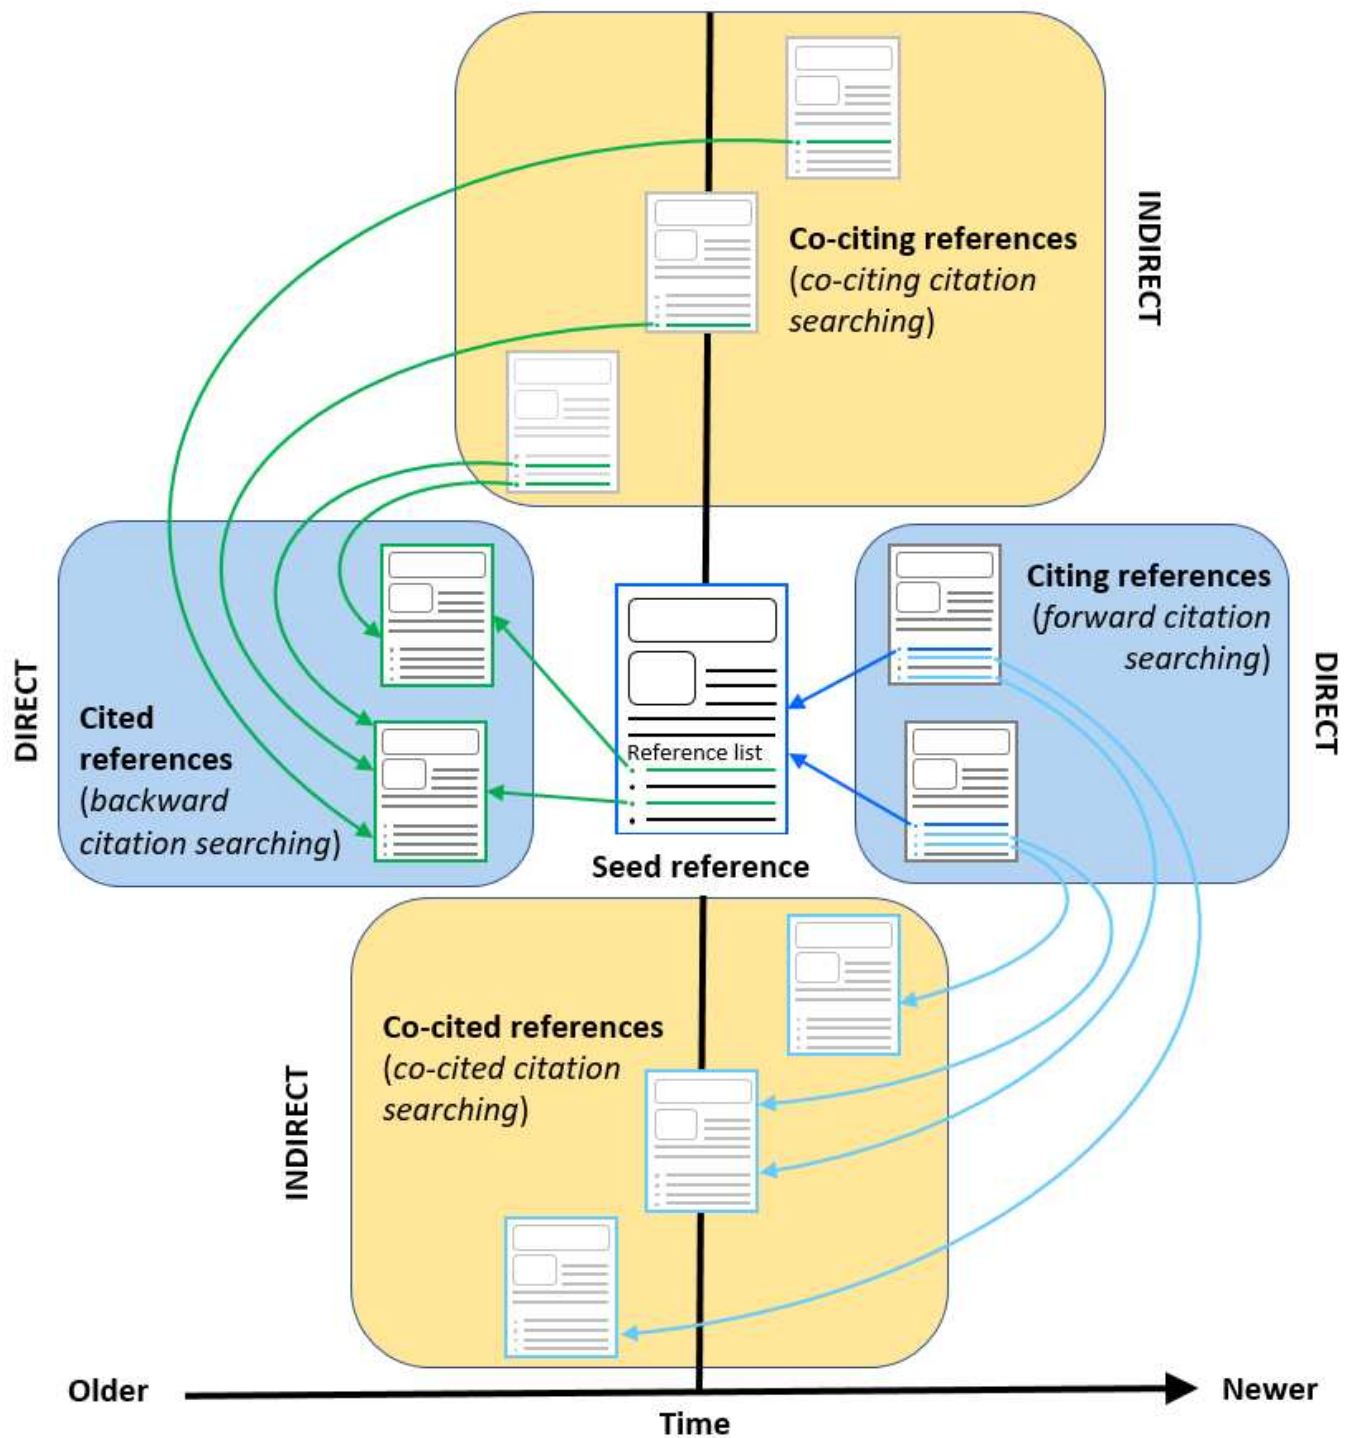 Co-citing references
(co-citing citation
searching)
INDIRECT
Citing references
(forward citation
searching)
DIRECT
DIRECT
Cited
references
(backward
citation searching)
Reference list
Seed reference
Co-cited references
(co-cited citation
searching)
INDIRECT
Older
Newer
Time